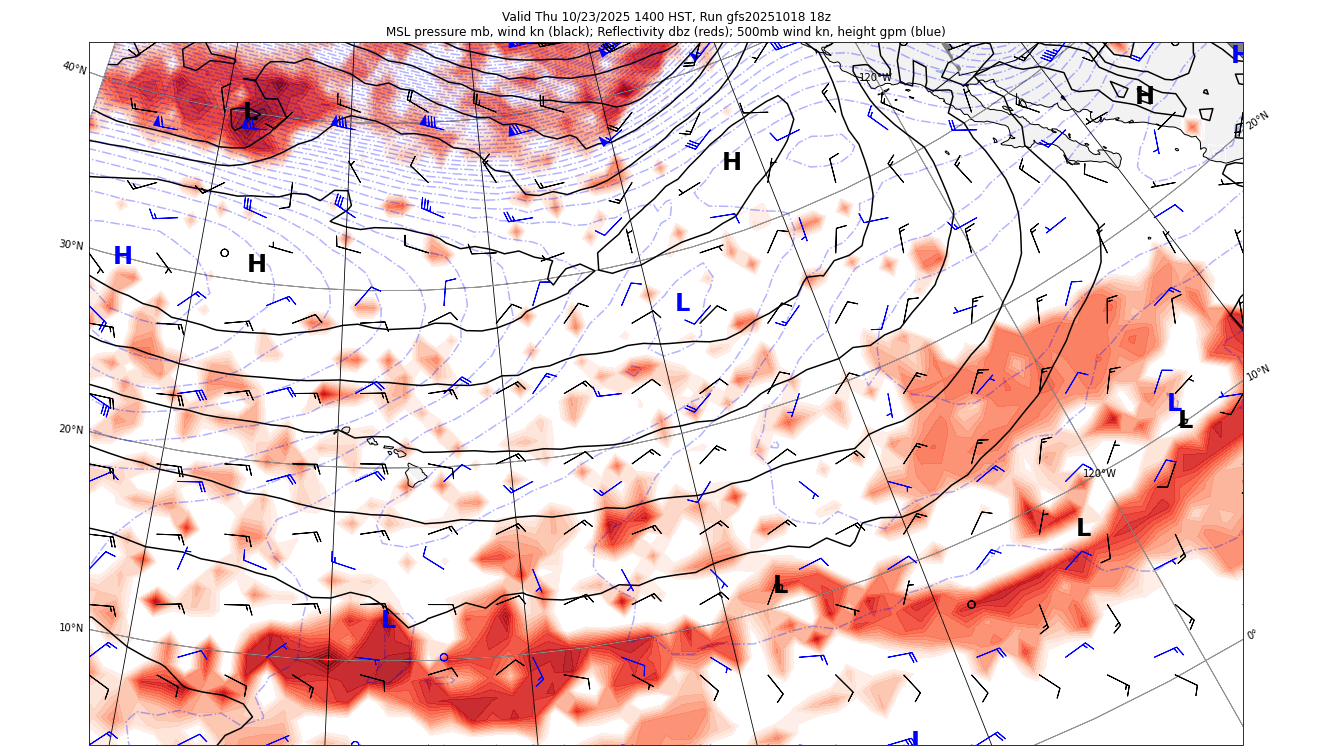 Valid Thu 10/23/2025 1400 HST, Run gfs20251018 18z
MSL pressure mb, wind kn (black); Reflectivity dbz (reds); 500mb wind kn, height gpm (blue)
H
40°N
120°W
H
L
20°N
H
30°N
H
H
L
10°N
L
L
20°N
120°W
L
L
10°N
L
0°
L